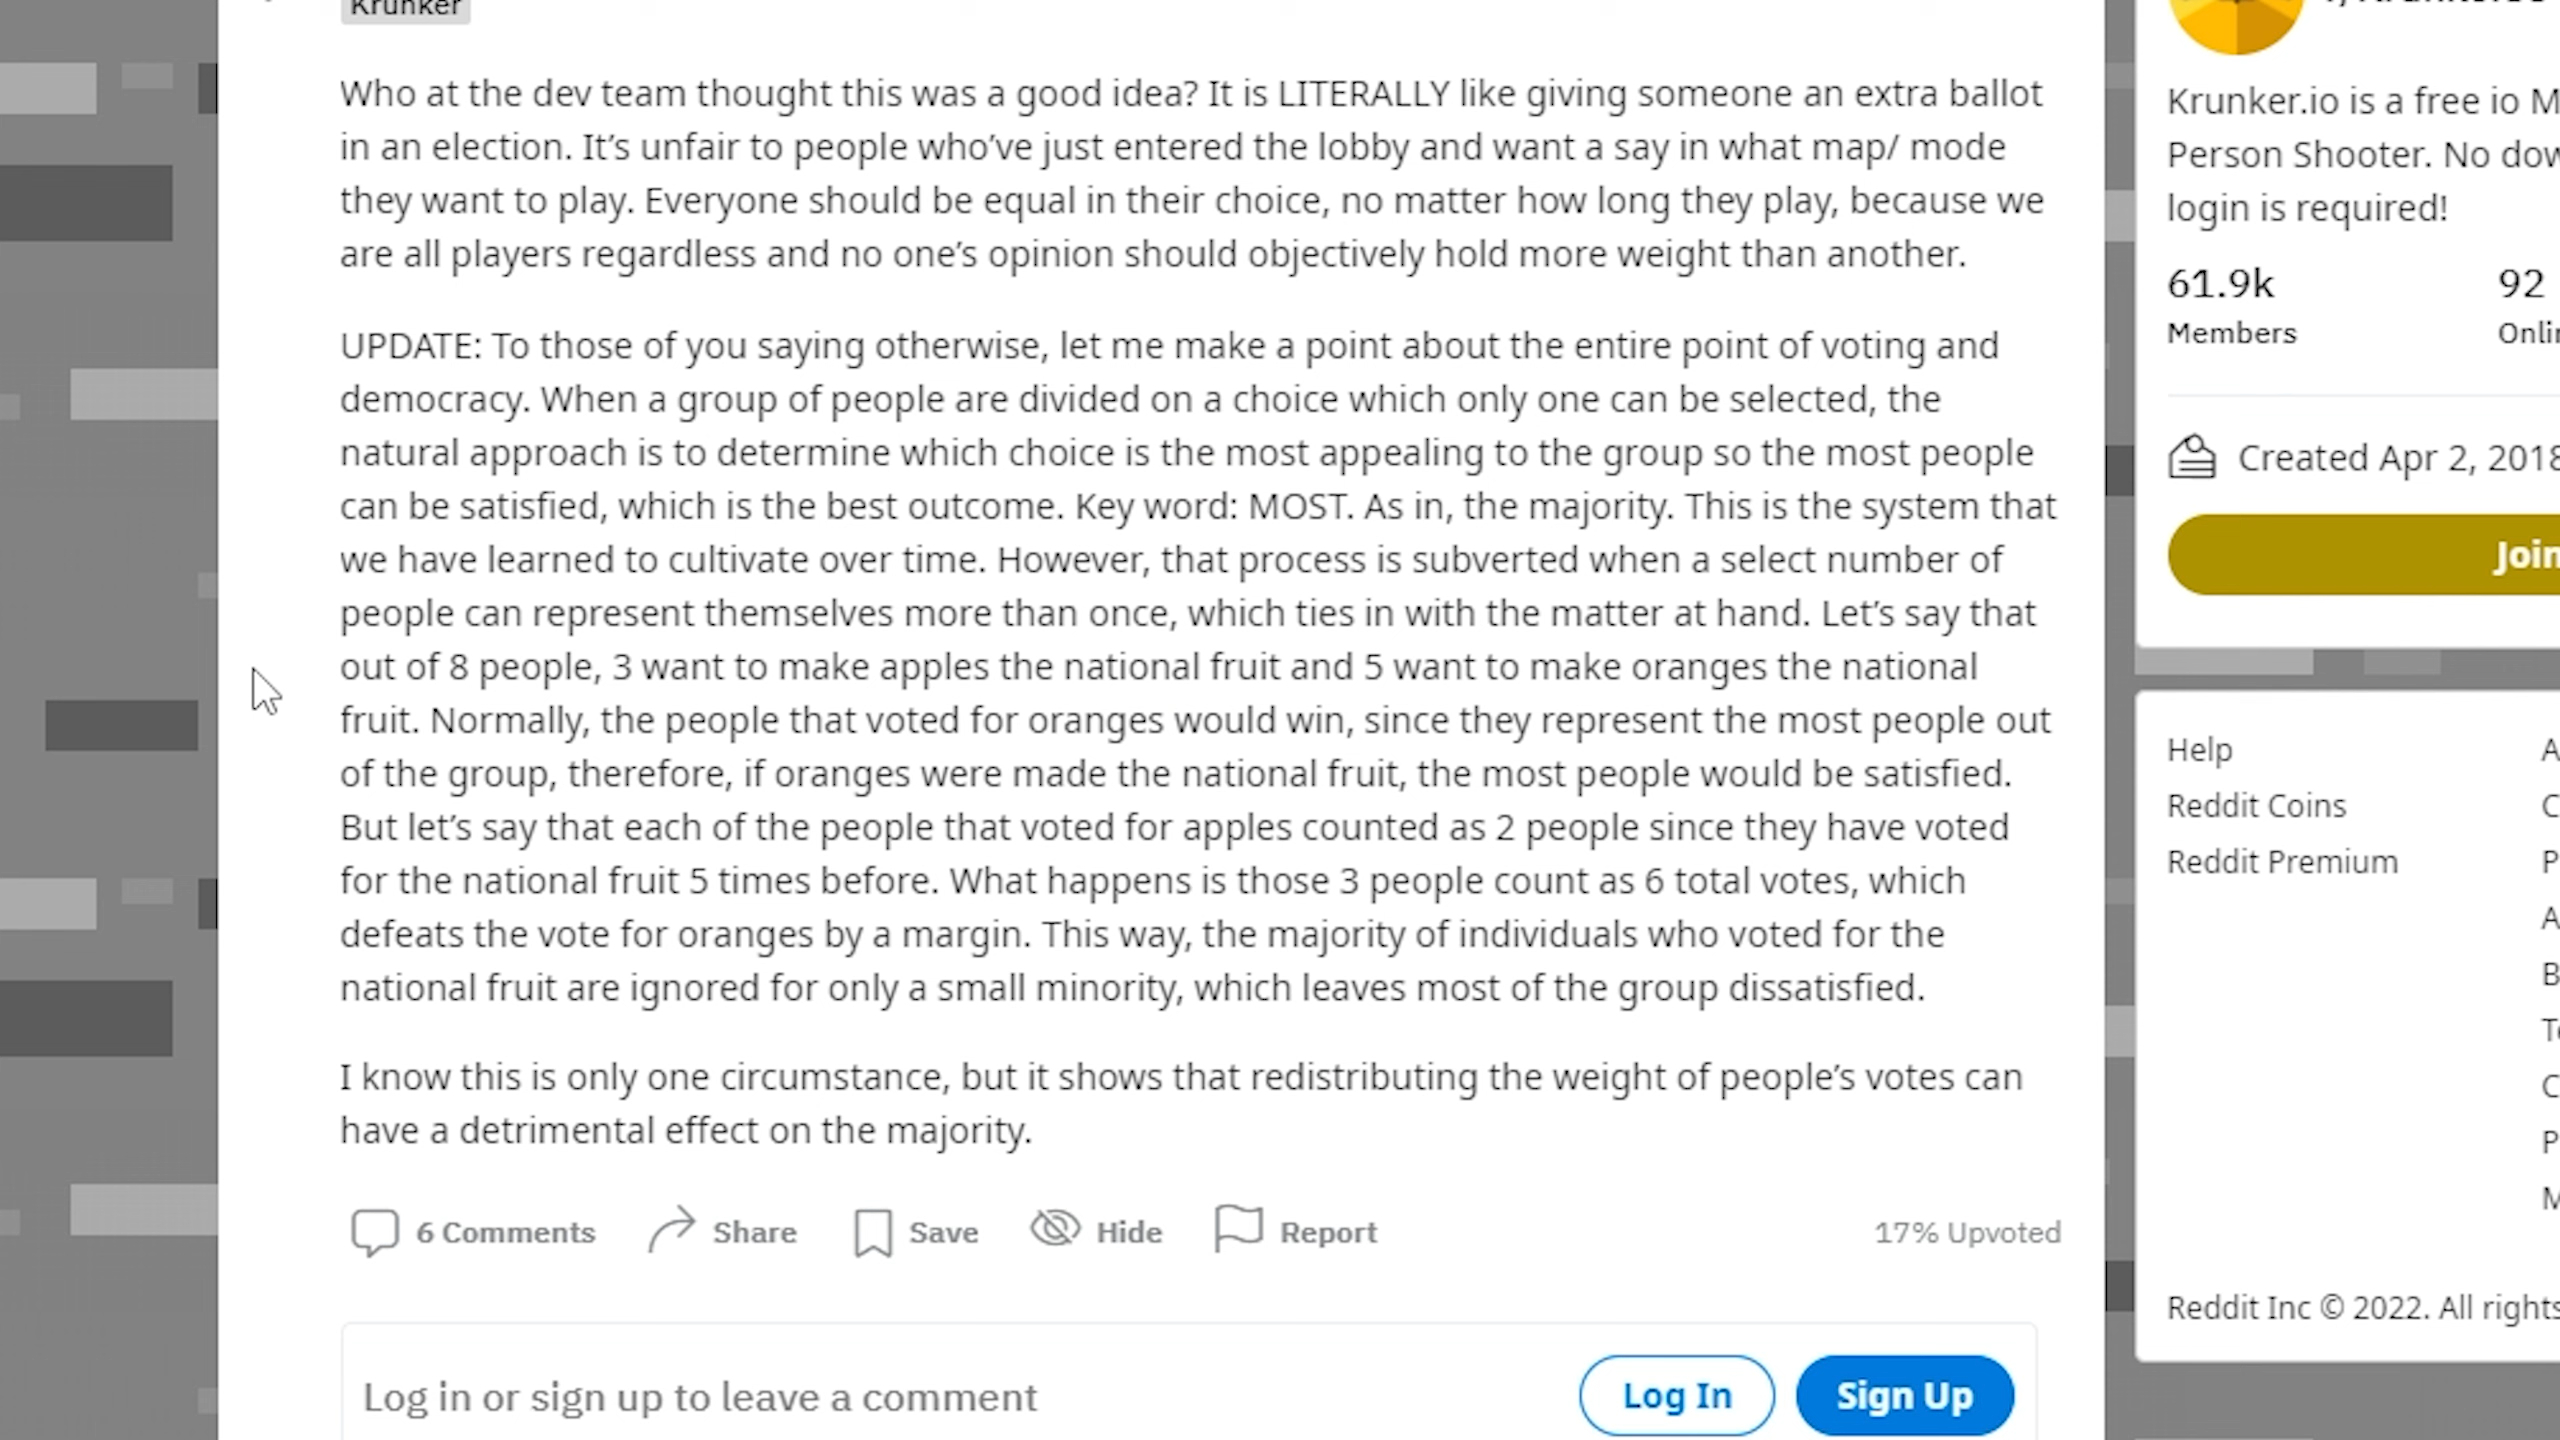 Krunker
Who at the dev team thought this was a good idea? It is LITERALLY like giving someone an extra ballot
in an election. It’s unfair to people who’ve just entered the lobby and want a say in what map/ mode
they want to play. Everyone should be equal in their choice, no matter how long they play, because we
are all players regardless and no one’s opinion should objectively hold more weight than another.
UPDATE: To those of you saying otherwise, let me make a point about the entire point of voting and
democracy. When a group of people are divided on a choice which only one can be selected, the
natural approach is to determine which choice is the most appealing to the group so the most people
can be satisfied, which is the best outcome. Key word: MOST. As in, the majority. This is the system that
we have learned to cultivate over time. However, that process is subverted when a select number of
people can represent themselves more than once, which ties in with the matter at hand. Let’s say that
out of 8 people, 3 want to make apples the national fruit and 5 want to make oranges the national
fruit. Normally, the people that voted for oranges would win, since they represent the most people out
of the group, therefore, if oranges were made the national fruit, the most people would be satisfied.
But let’s say that each of the people that voted for apples counted as 2 people since they have voted
for the national fruit 5 times before. What happens is those 3 people count as 6 total votes, which
defeats the vote for oranges by a margin. This way, the majority of individuals who voted for the
national fruit are ignored for only a small minority, which leaves most of the group dissatisfied.
I know this is only one circumstance, but it shows that redistributing the weight of people’s votes can
have a detrimental effect on the majority.
6 Comments Share Save Hide Report 17% Upvoted
Log in or sign up to leave a comment Log In Sign Up
Krunker.io is a free io M
Person Shooter. No dow
login is required!
61.9k 92
Members Onlin
Created Apr 2, 2018
Join
Help A
Reddit Coins C
Reddit Premium P
A
B
Te
C
P
M
Reddit Inc © 2022. All rights